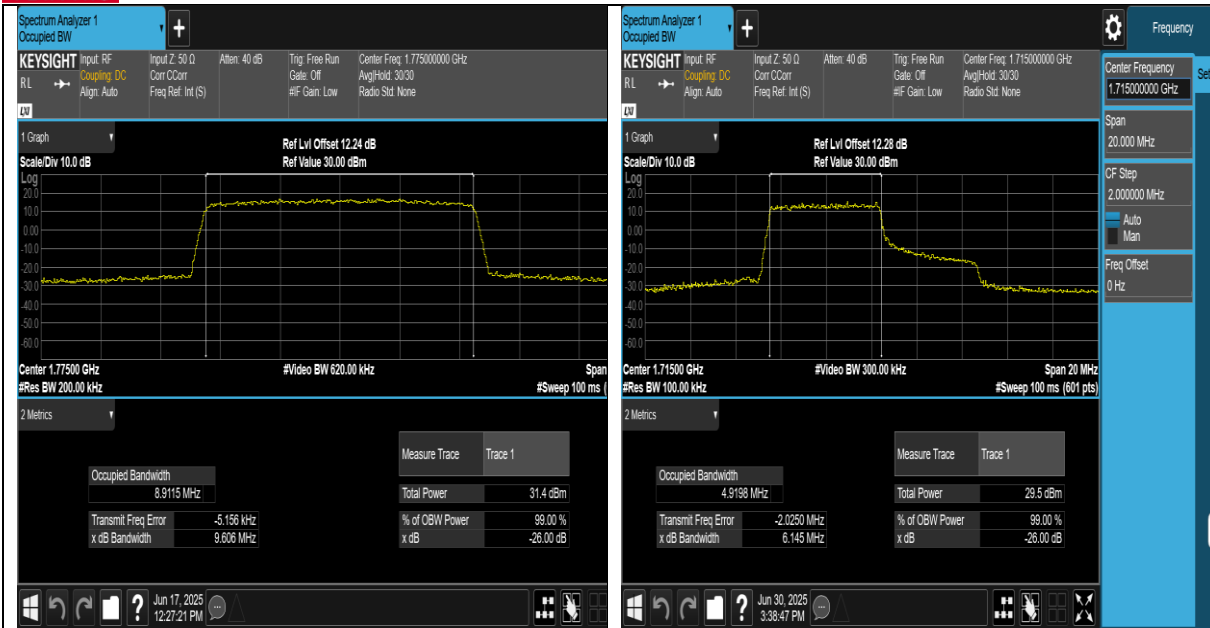 Spectrum Analyzer 1
Occupied BW
+
KEYSIGHT
RL
LXI
Input: RF
Coupling: DC
Align: Auto
Input Z: 50 Ω
Corr CCorr
Freq Ref: Int (S)
Atten: 40 dB
Trig: Free Run
Gate: Off
#IF Gain: Low
Center Freq: 1.775000000 GHz
Avg|Hold: 30/30
Radio Std: None
1 Graph
Scale/Div 10.0 dB
Ref Lvl Offset 12.24 dB
Ref Value 30.00 dBm
Log
20.0
10.0
0.00
-10.0
-20.0
-30.0
-40.0
-50.0
-60.0
Center 1.77500 GHz
#Res BW 200.00 kHz
#Video BW 620.00 kHz
Span
#Sweep 100 ms (
2 Metrics
Measure Trace Trace 1
Occupied Bandwidth
8.9115 MHz
Total Power 31.4 dBm
Transmit Freq Error -5.156 kHz
% of OBW Power 99.00 %
x dB Bandwidth 9.606 MHz
x dB -26.00 dB
?
Jun 17, 2025
12:27:21 PM
Spectrum Analyzer 1
Occupied BW
+
KEYSIGHT
RL
LXI
Input: RF
Coupling: DC
Align: Auto
Input Z: 50 Ω
Corr CCorr
Freq Ref: Int (S)
Atten: 40 dB
Trig: Free Run
Gate: Off
#IF Gain: Low
Center Freq: 1.715000000 GHz
Avg|Hold: 30/30
Radio Std: None
1 Graph
Scale/Div 10.0 dB
Ref Lvl Offset 12.28 dB
Ref Value 30.00 dBm
Log
20.0
10.0
0.00
-10.0
-20.0
-30.0
-40.0
-50.0
-60.0
Center 1.71500 GHz
#Res BW 100.00 kHz
#Video BW 300.00 kHz
Span 20 MHz
#Sweep 100 ms (601 pts)
2 Metrics
Measure Trace Trace 1
Occupied Bandwidth
4.9198 MHz
Total Power 29.5 dBm
Transmit Freq Error -2.0250 MHz
% of OBW Power 99.00 %
x dB Bandwidth 6.145 MHz
x dB -26.00 dB
?
Jun 30, 2025
3:38:47 PM
Frequency
Center Frequency
1.715000000 GHz
Set
Span
20.000 MHz
CF Step
2.000000 MHz
Auto
Man
Freq Offset
0 Hz